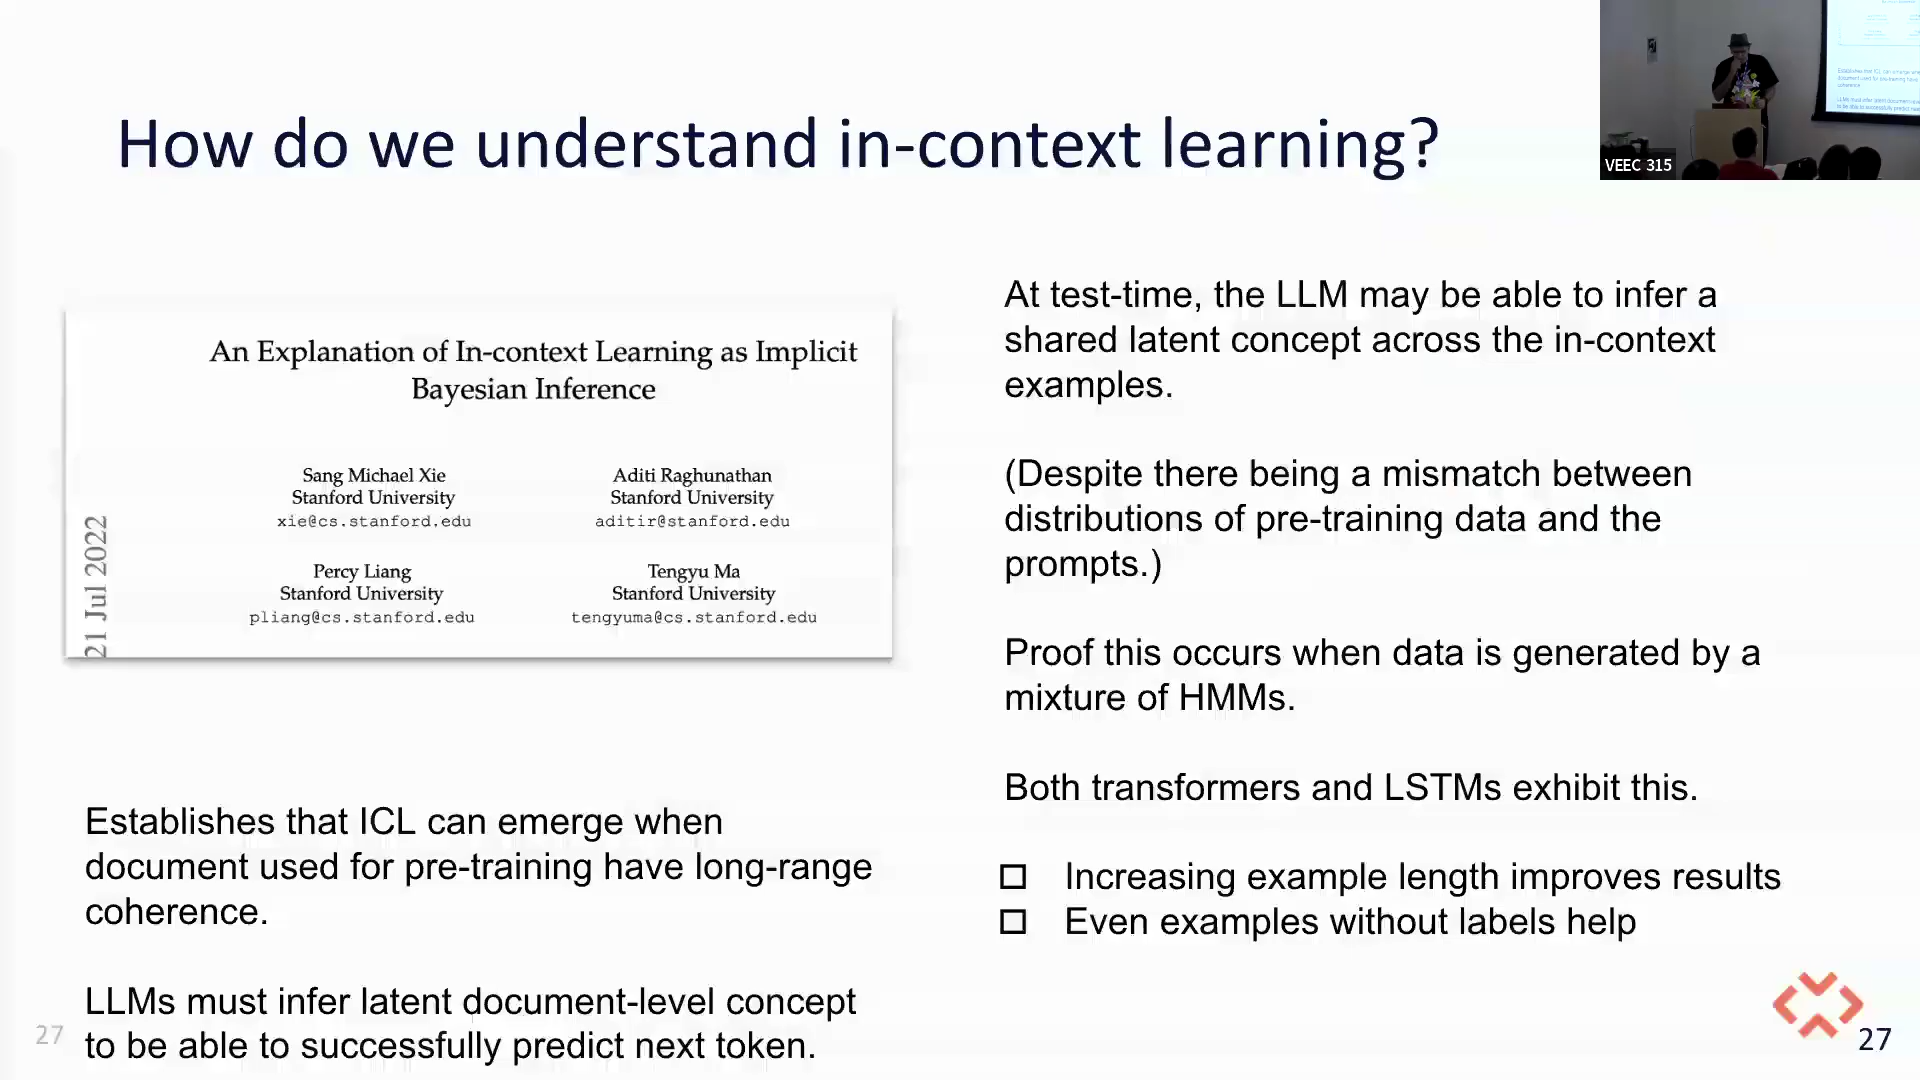 How do we understand in-context learning?
VEEC 315
An Explanation of In-context Learning as Implicit
Bayesian Inference
Sang Michael Xie
Stanford University
xie@cs.stanford.edu
Aditi Raghunathan
Stanford University
aditir@stanford.edu
Percy Liang
Stanford University
pliang@cs.stanford.edu
Tengyu Ma
Stanford University
tengyuma@cs.stanford.edu
21 Jul 2022
Establishes that ICL can emerge when
document used for pre-training have long-range
coherence.
LLMs must infer latent document-level concept
to be able to successfully predict next token.
At test-time, the LLM may be able to infer a
shared latent concept across the in-context
examples.
(Despite there being a mismatch between
distributions of pre-training data and the
prompts.)
Proof this occurs when data is generated by a
mixture of HMMs.
Both transformers and LSTMs exhibit this.
Increasing example length improves results
Even examples without labels help
27
27